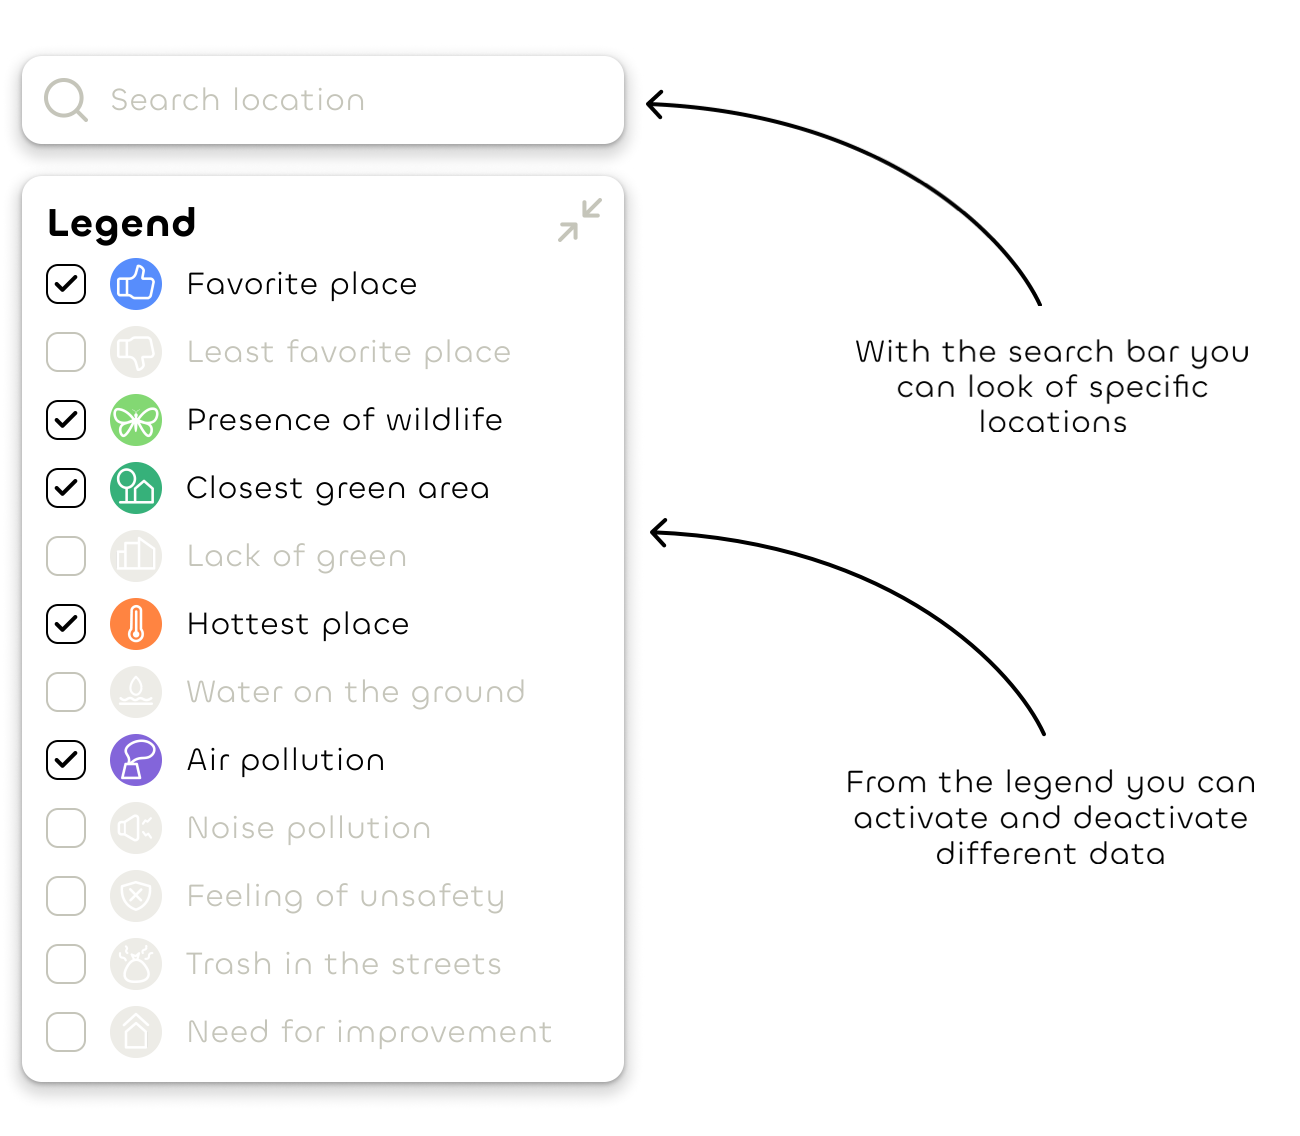 Search location
Legend
Favorite place
Least favorite place
Presence of wildlife
Closest green area
Lack of green
Hottest place
Water on the ground
Air pollution
Noise pollution
Feeling of unsafety
Trash in the streets
Need for improvement
With the search bar you
can look of specific
locations
From the legend you can
activate and deactivate
different data